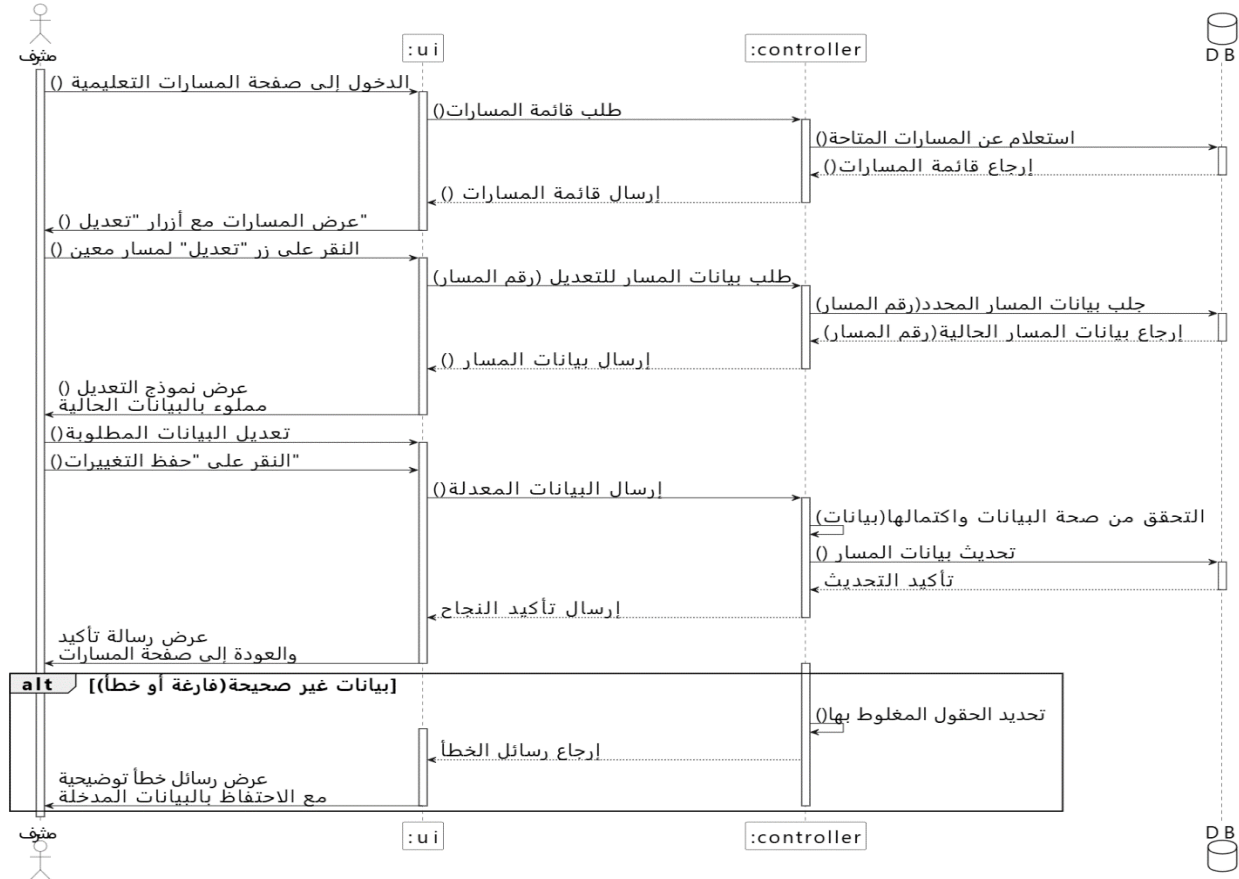 مشرف
:ui
:controller
DB
الدخول إلى صفحة المسارات التعليمية ()
طلب قائمة المسارات()
استعلام عن المسارات المتاحة()
إرجاع قائمة المسارات()
إرسال قائمة المسارات ()
عرض المسارات مع أزرار "تعديل ()"
النقر على زر "تعديل" لمسار معين ()
طلب بيانات المسار للتعديل (رقم المسار)
جلب بيانات المسار المحدد(رقم المسار)
إرجاع بيانات المسار الحالية(رقم المسار)
إرسال بيانات المسار ()
عرض نموذج التعديل ()
مملوء بالبيانات الحالية
تعديل البيانات المطلوبة()
النقر على "حفظ التغييرات()"
إرسال البيانات المعدلة()
التحقق من صحة البيانات واكتمالها(بيانات)
تحديث بيانات المسار ()
تأكيد التحديث
إرسال تأكيد النجاح
عرض رسالة تأكيد
والعودة إلى صفحة المسارات
alt
[بيانات غير صحيحة(فارغة أو خطأ)]
تحديد الحقول المغلوط بها()
إرجاع رسائل الخطأ
عرض رسائل خطأ توضيحية
مع الاحتفاظ بالبيانات المدخلة
مشرف
:ui
:controller
DB